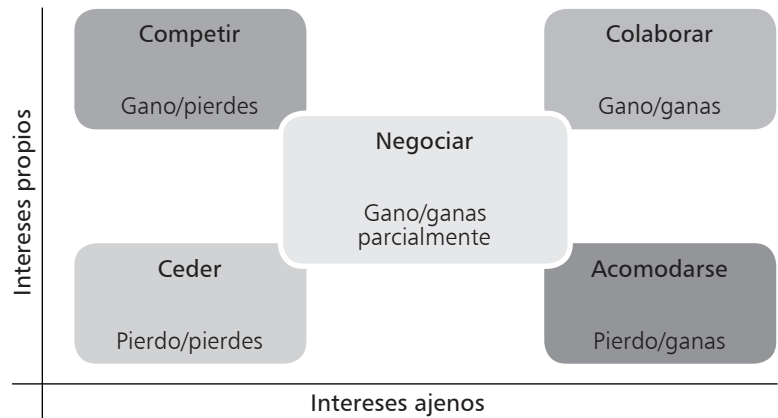 Competir
Gano/pierdes
Colaborar
Gano/ganas
Negociar
Gano/ganas
parcialmente
Ceder
Pierdo/pierdes
Acomodarse
Pierdo/ganas
Intereses propios
Intereses ajenos